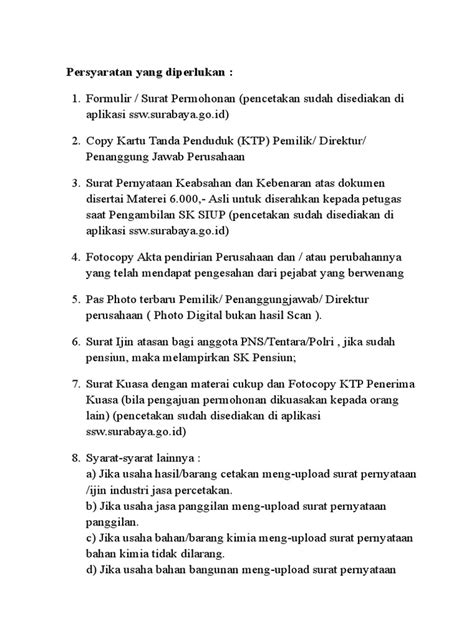 Persyaratan yang diperlukan :
1. Formulir / Surat Permohonan (pencetakan sudah disediakan di
aplikasi ssw.surabaya.go.id)
2. Copy Kartu Tanda Penduduk (KTP) Pemilik/ Direktur/
Penanggung Jawab Perusahaan
3. Surat Pernyataan Keabsahan dan Kebenaran atas dokumen
disertai Materei 6.000,- Asli untuk diserahkan kepada petugas
saat Pengambilan SK SIUP (pencetakan sudah disediakan di
aplikasi ssw.surabaya.go.id)
4. Fotocopy Akta pendirian Perusahaan dan / atau perubahannya
yang telah mendapat pengesahan dari pejabat yang berwenang
5. Pas Photo terbaru Pemilik/ Penanggungjawab/ Direktur
perusahaan ( Photo Digital bukan hasil Scan ).
6. Surat Ijin atasan bagi anggota PNS/Tentara/Polri , jika sudah
pensiun, maka melampirkan SK Pensiun;
7. Surat Kuasa dengan materai cukup dan Fotocopy KTP Penerima
Kuasa (bila pengajuan permohonan dikuasakan kepada orang
lain) (pencetakan sudah disediakan di aplikasi
ssw.surabaya.go.id)
8. Syarat-syarat lainnya :
a) Jika usaha hasil/barang cetakan meng-upload surat pernyataan
/ijin industri jasa percetakan.
b) Jika usaha jasa panggilan meng-upload surat pernyataan
panggilan.
c) Jika usaha bahan/barang kimia meng-upload surat pernyataan
bahan kimia tidak dilarang.
d) Jika usaha bahan bangunan meng-upload surat pernyataan